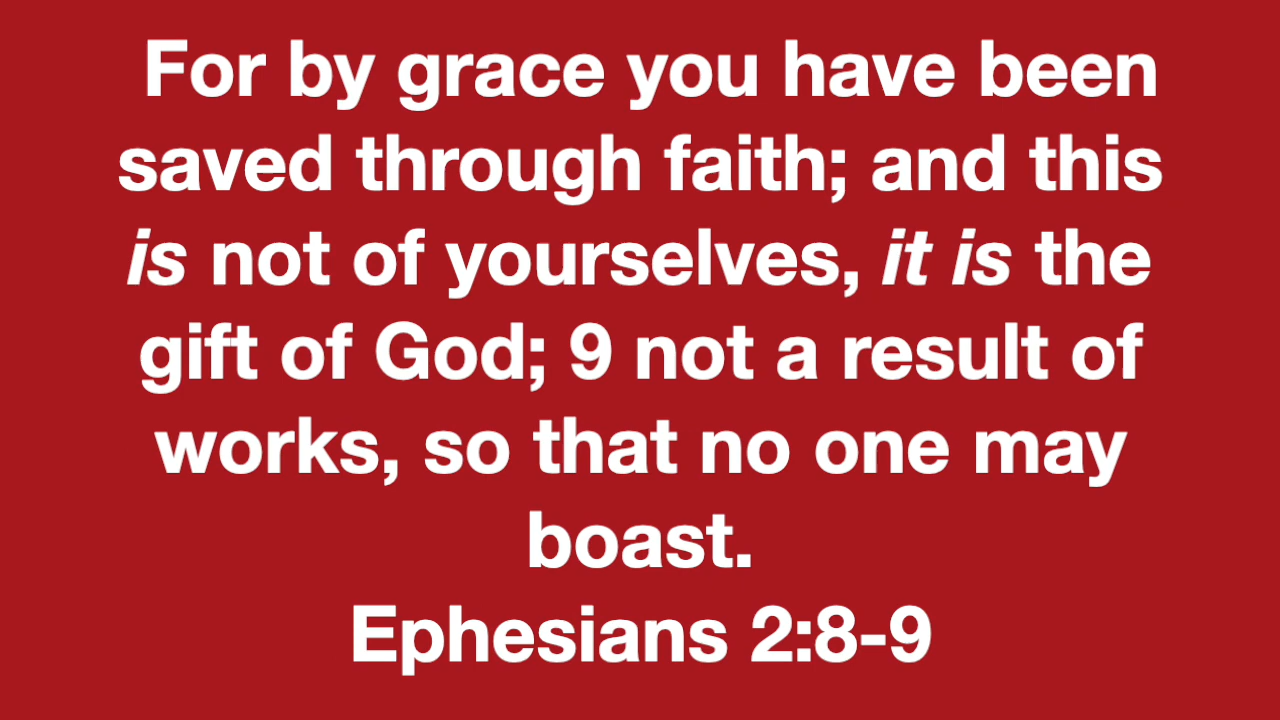 For by grace you have been
saved through faith; and this
is not of yourselves, it is the
gift of God; 9 not a result of
works, so that no one may
boast.
Ephesians 2:8-9